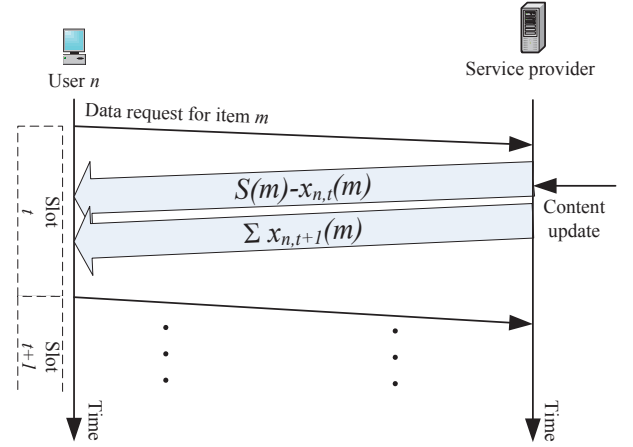 User n
Service provider
Data request for item m
Slot
t
S(m)-x_{n,t}(m)
Content
update
Σ x_{n,t+1}(m)
Slot
t+1
Time
Time